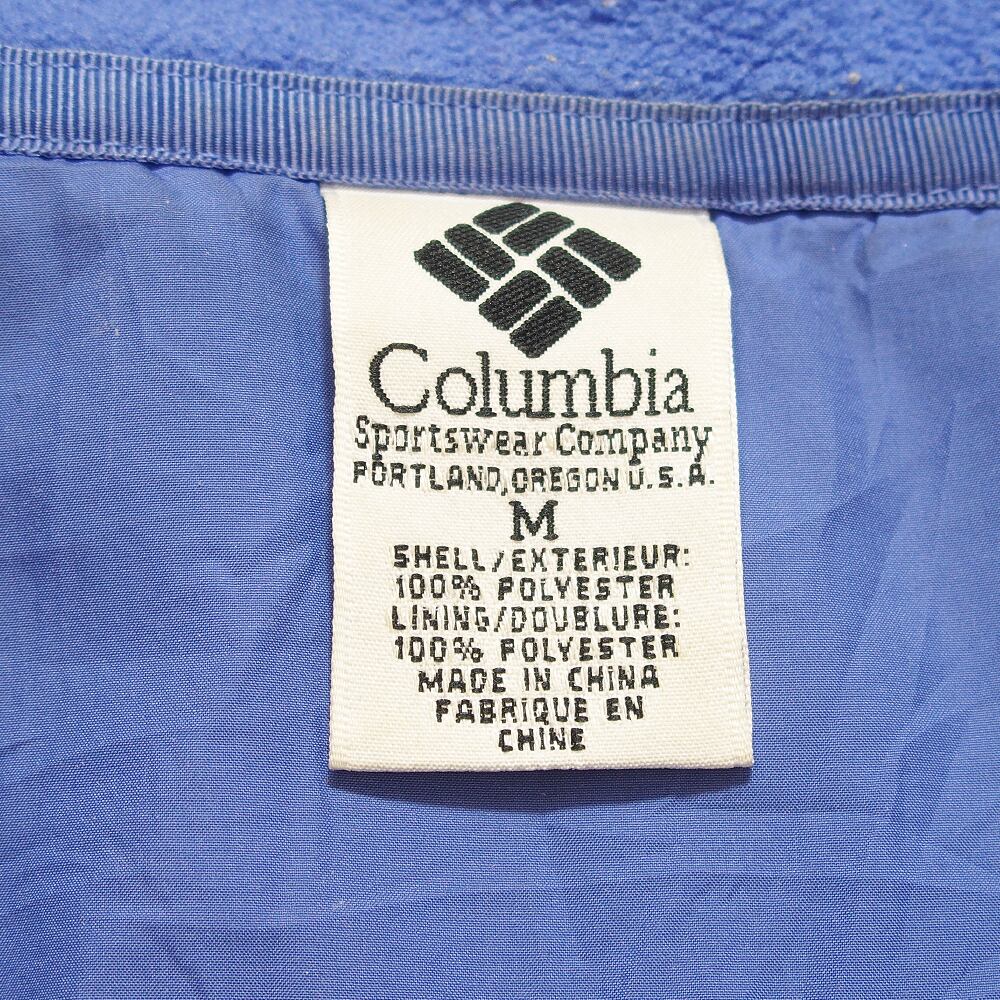 Columbia
Sportswear Company
PORTLAND, OREGON U.S.A.
M
SHELL/EXTERIEUR:
100% POLYESTER
LINING/DOUBLURE:
100% POLYESTER
MADE IN CHINA
FABRIQUE EN
CHINE